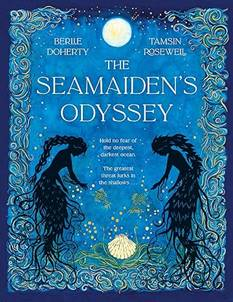 BERLIE DOHERTY
TAMSIN ROSEWELL
THE
SEAMAIDEN'S
ODYSSEY
Hold no fear of
the deepest,
darkest ocean.
The greatest
threat lurks in
the shallows...